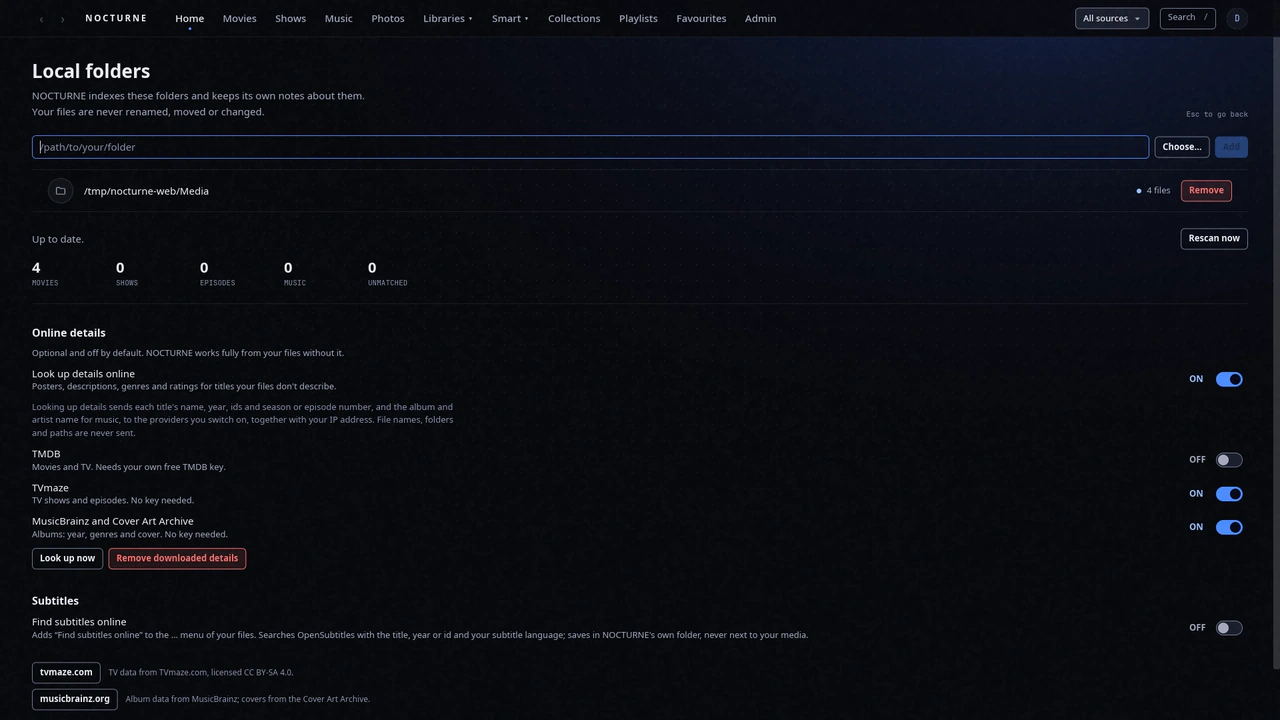 NOCTURNE Home Movies Shows Music Photos Libraries Smart Collections Playlists Favourites Admin All sources Search / D
Local folders
NOCTURNE indexes these folders and keeps its own notes about them.
Your files are never renamed, moved or changed.
Esc to go back
/path/to/your/folder Choose... Add
/tmp/nocturne-web/Media 4 files Remove
Up to date. Rescan now
4 0 0 0 0
MOVIES SHOWS EPISODES MUSIC UNMATCHED
Online details
Optional and off by default. NOCTURNE works fully from your files without it.
Look up details online
Posters, descriptions, genres and ratings for titles your files don't describe.
ON
Looking up details sends each title's name, year, ids and season or episode number, and the album and
artist name for music, to the providers you switch on, together with your IP address. File names, folders
and paths are never sent.
TMDB
Movies and TV. Needs your own free TMDB key.
OFF
TVmaze
TV shows and episodes. No key needed.
ON
MusicBrainz and Cover Art Archive
Albums: year, genres and cover. No key needed.
ON
Look up now Remove downloaded details
Subtitles
Find subtitles online
Adds “Find subtitles online” to the … menu of your files. Searches OpenSubtitles with the title, year or id and your subtitle language; saves in NOCTURNE's own folder, never next to your media.
OFF
tvmaze.com TV data from TVmaze.com, licensed CC BY-SA 4.0.
musicbrainz.org Album data from MusicBrainz; covers from the Cover Art Archive.